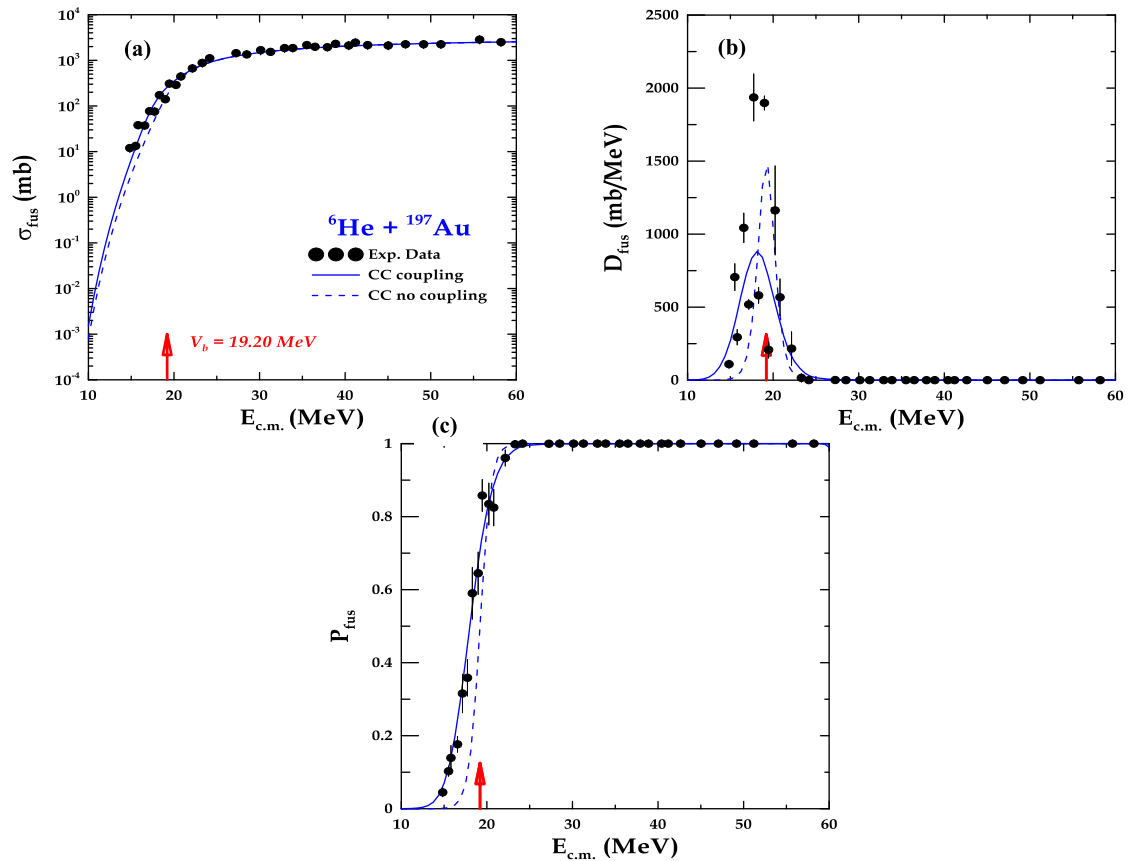 (a)
10⁴
10³
10²
10¹
10⁰
10⁻¹
10⁻²
10⁻³
10⁻⁴
σfus (mb)
⁶He + ¹⁹⁷Au
Exp. Data
CC coupling
CC no coupling
Vb = 19.20 MeV
10 20 30 40 50 60
Ec.m. (MeV)
(b)
2500
2000
1500
1000
500
0
Dfus (mb/MeV)
10 20 30 40 50 60
Ec.m. (MeV)
(c)
1
0.8
0.6
0.4
0.2
0
Pfus
10 20 30 40 50 60
Ec.m. (MeV)